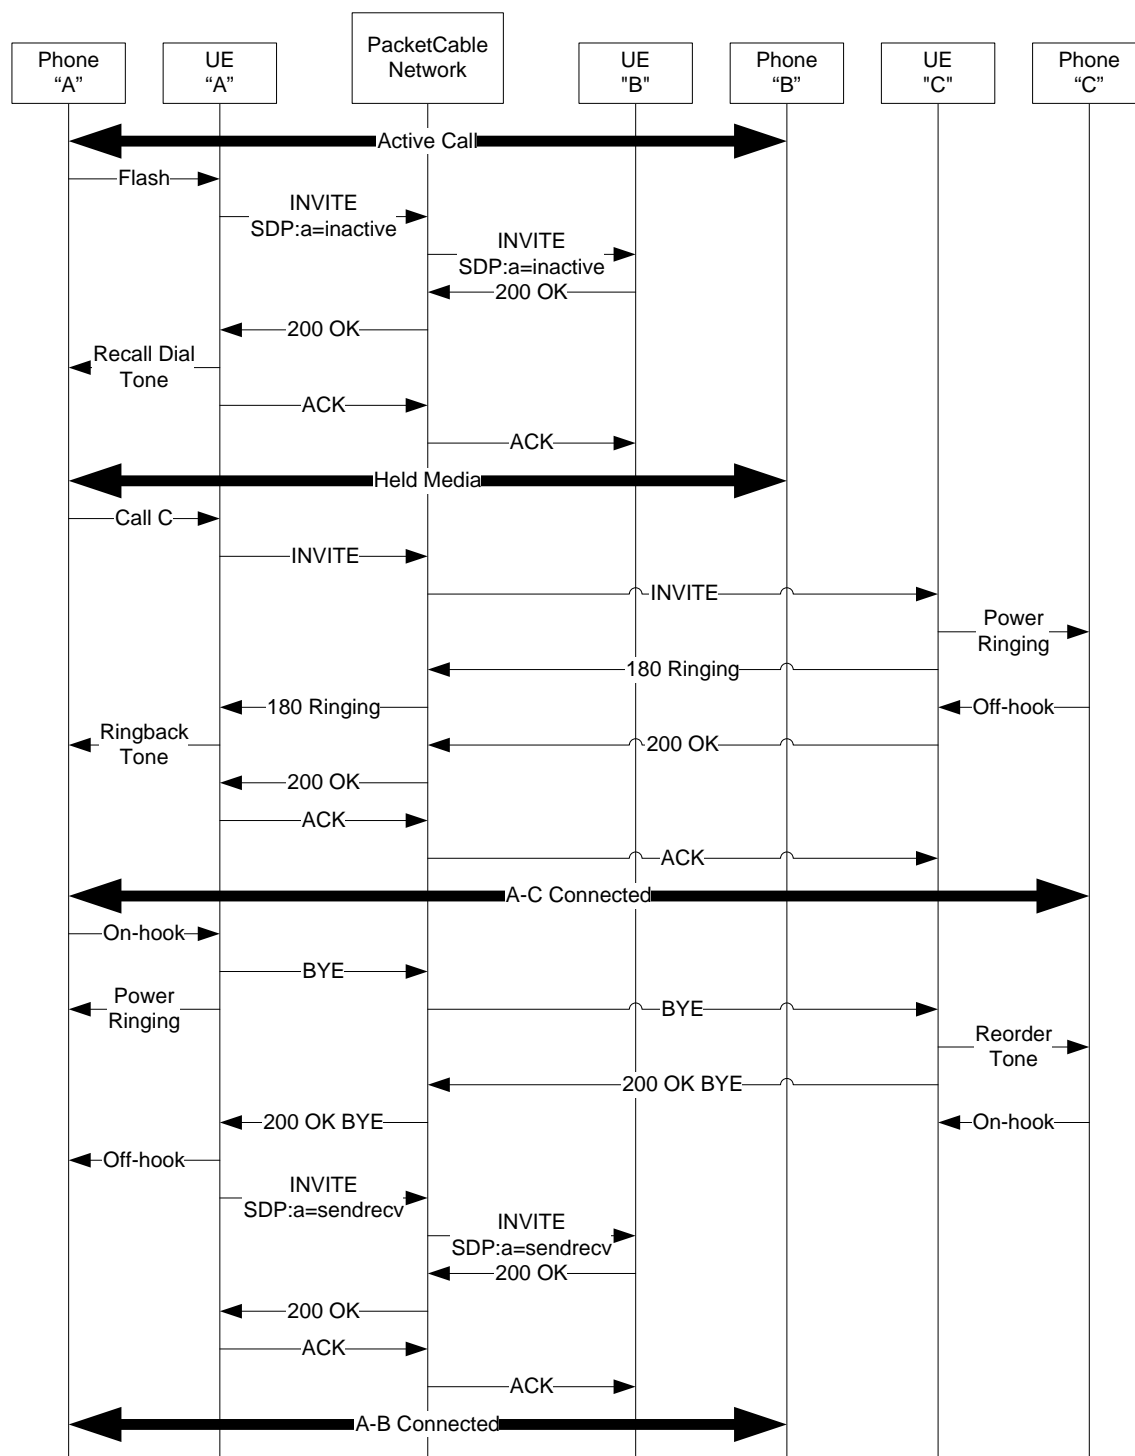 Phone
“A”
UE
“A”
PacketCable
Network
UE
"B"
Phone
“B”
UE
"C"
Phone
“C”
Active Call
Flash
INVITE
SDP:a=inactive
INVITE
SDP:a=inactive
200 OK
200 OK
Recall Dial
Tone
ACK
ACK
Held Media
Call C
INVITE
INVITE
Power
Ringing
180 Ringing
180 Ringing
Off-hook
Ringback
Tone
200 OK
200 OK
ACK
ACK
A-C Connected
On-hook
BYE
Power
Ringing
BYE
Reorder
Tone
200 OK BYE
200 OK BYE
On-hook
Off-hook
INVITE
SDP:a=sendrecv
INVITE
SDP:a=sendrecv
200 OK
200 OK
ACK
ACK
A-B Connected